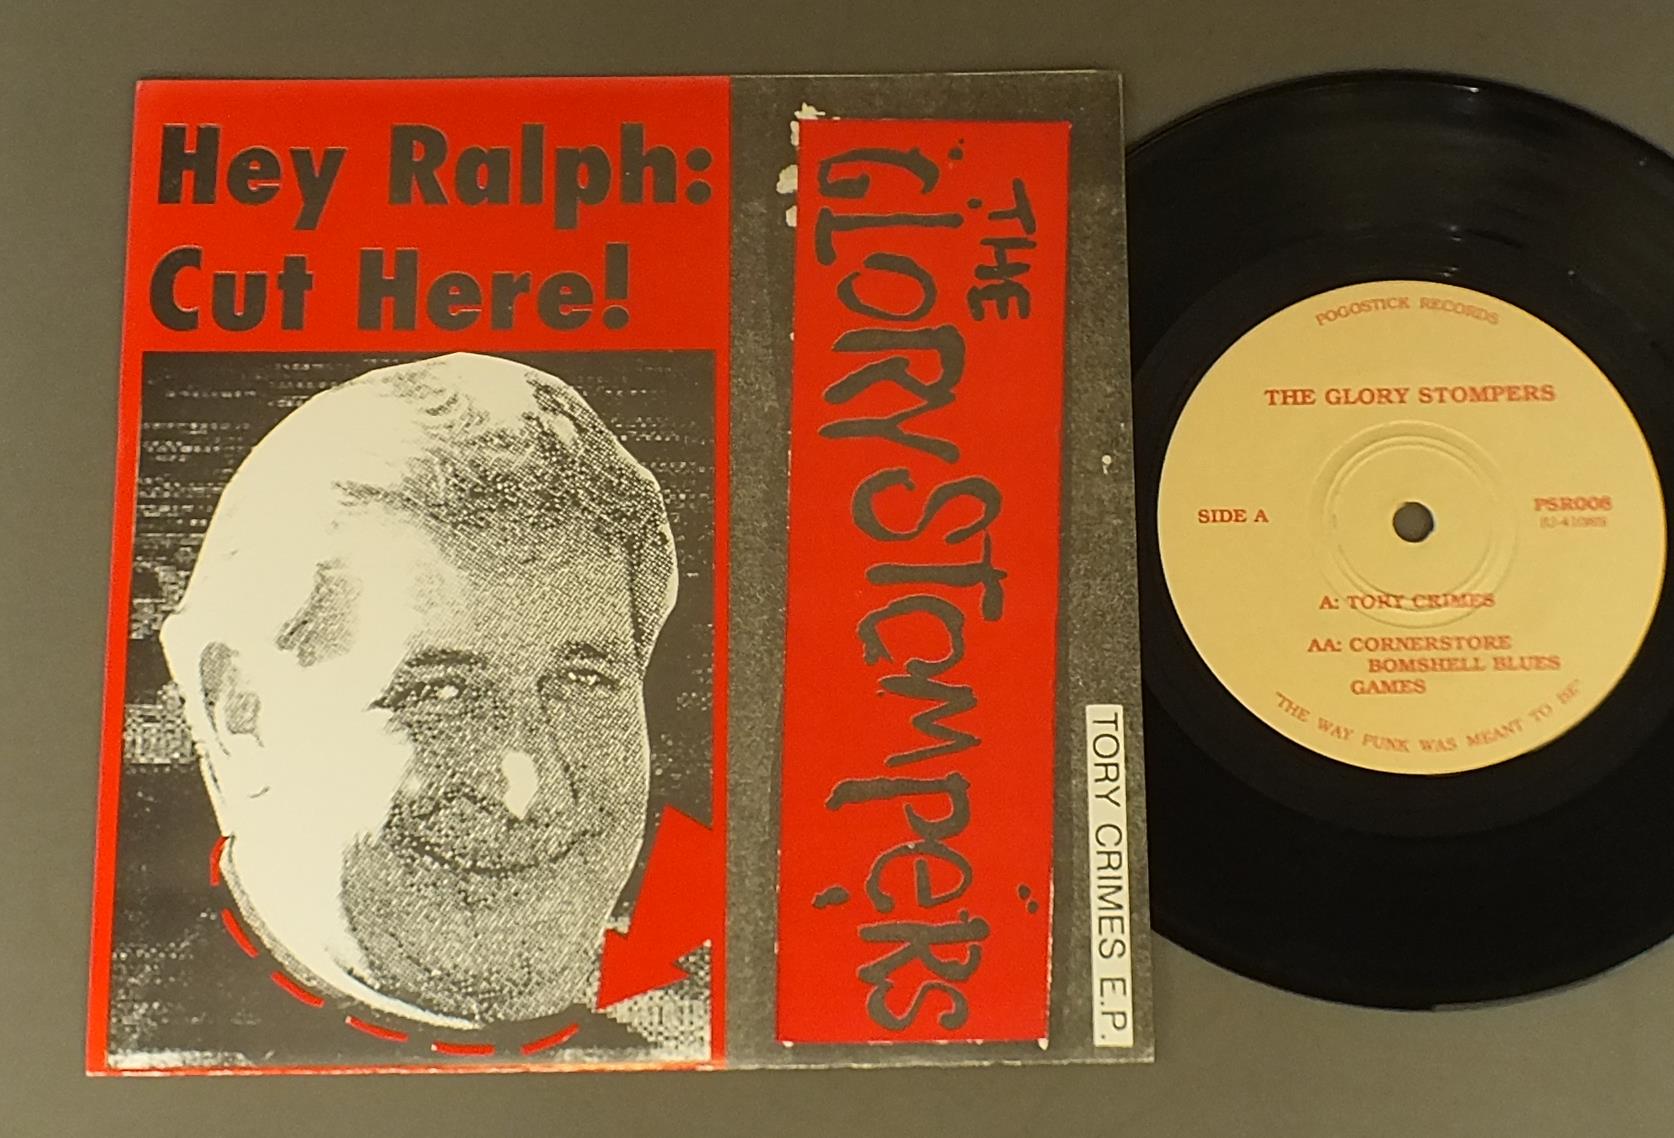 Hey Ralph:
Cut Here!
THE
GLORY STOMPERS
TORY CRIMES E.P.
POGOSTICK RECORDS
THE GLORY STOMPERS
SIDE A
PSR008
A: TORY CRIMES
AA: CORNERSTORE
BOMSHELL BLUES
GAMES
"THE WAY PUNK WAS MEANT TO BE"